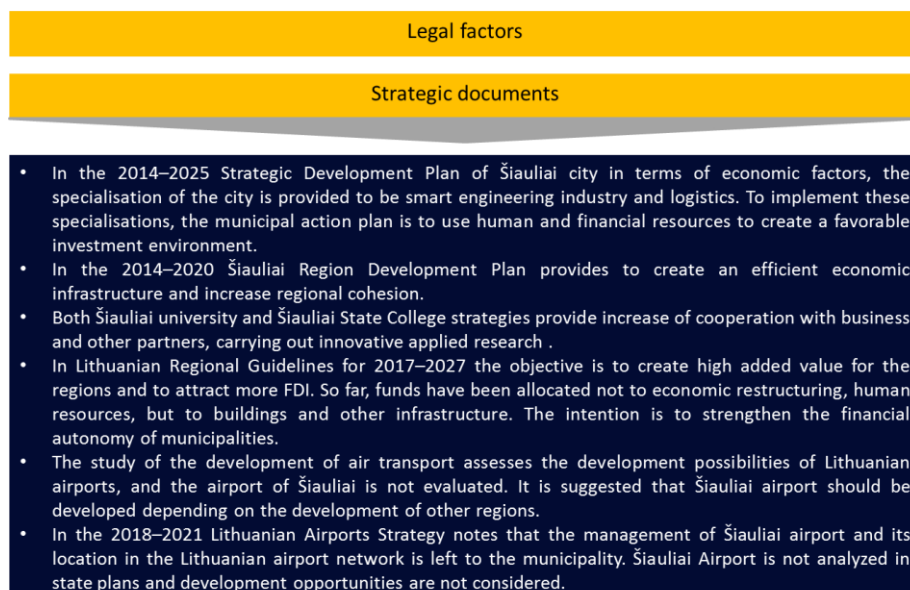 Legal factors
Strategic documents
• In the 2014–2025 Strategic Development Plan of Šiauliai city in terms of economic factors, the
specialisation of the city is provided to be smart engineering industry and logistics. To implement these
specialisations, the municipal action plan is to use human and financial resources to create a favorable
investment environment.
• In the 2014–2020 Šiauliai Region Development Plan provides to create an efficient economic
infrastructure and increase regional cohesion.
• Both Šiauliai university and Šiauliai State College strategies provide increase of cooperation with business
and other partners, carrying out innovative applied research .
• In Lithuanian Regional Guidelines for 2017–2027 the objective is to create high added value for the
regions and to attract more FDI. So far, funds have been allocated not to economic restructuring, human
resources, but to buildings and other infrastructure. The intention is to strengthen the financial
autonomy of municipalities.
• The study of the development of air transport assesses the development possibilities of Lithuanian
airports, and the airport of Šiauliai is not evaluated. It is suggested that Šiauliai airport should be
developed depending on the development of other regions.
• In the 2018–2021 Lithuanian Airports Strategy notes that the management of Šiauliai airport and its
location in the Lithuanian airport network is left to the municipality. Šiauliai Airport is not analyzed in
state plans and development opportunities are not considered.